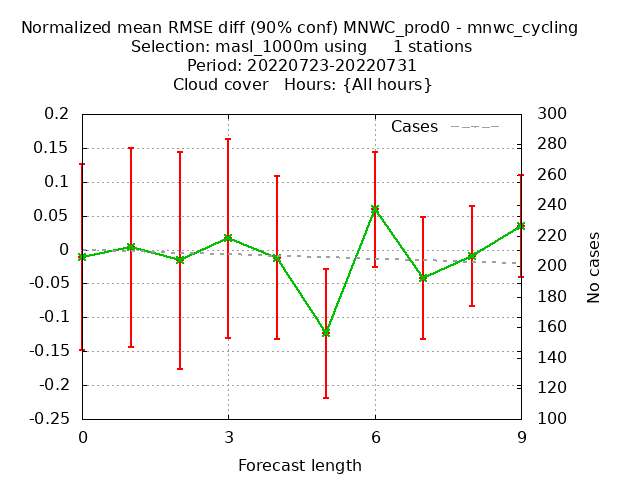 Normalized mean RMSE diff (90% conf) MNWC_prod0 - mnwc_cycling
Selection: masl_1000m using     1 stations
Period: 20220723-20220731
Cloud cover   Hours: {All hours}
Cases
0.2
0.15
0.1
0.05
0
-0.05
-0.1
-0.15
-0.2
-0.25
300
280
260
240
220
200
180
160
140
120
100
No cases
0 3 6 9
Forecast length